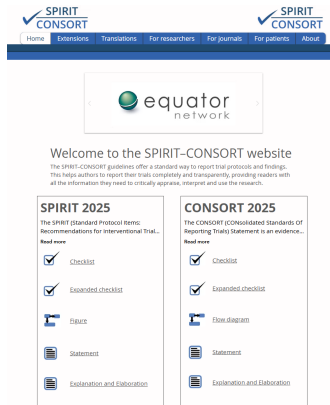 SPIRIT
CONSORT
SPIRIT
CONSORT
Home Extensions Translations For researchers For journals For patients About
equator
network
Welcome to the SPIRIT–CONSORT website
The SPIRIT–CONSORT guidelines offer a standard way to report trial protocols and findings.
This helps authors to report their trials completely and transparently, providing readers with
all the information they need to critically appraise, interpret and use the research.
SPIRIT 2025
The SPIRIT (Standard Protocol Items:
Recommendations for Interventional Trial...
Read more
Checklist
Expanded checklist
Figure
Statement
Explanation and Elaboration
CONSORT 2025
The CONSORT (CONsolidated Standards Of
Reporting Trials) Statement is an evidence...
Read more
Checklist
Expanded checklist
Flow diagram
Statement
Explanation and Elaboration